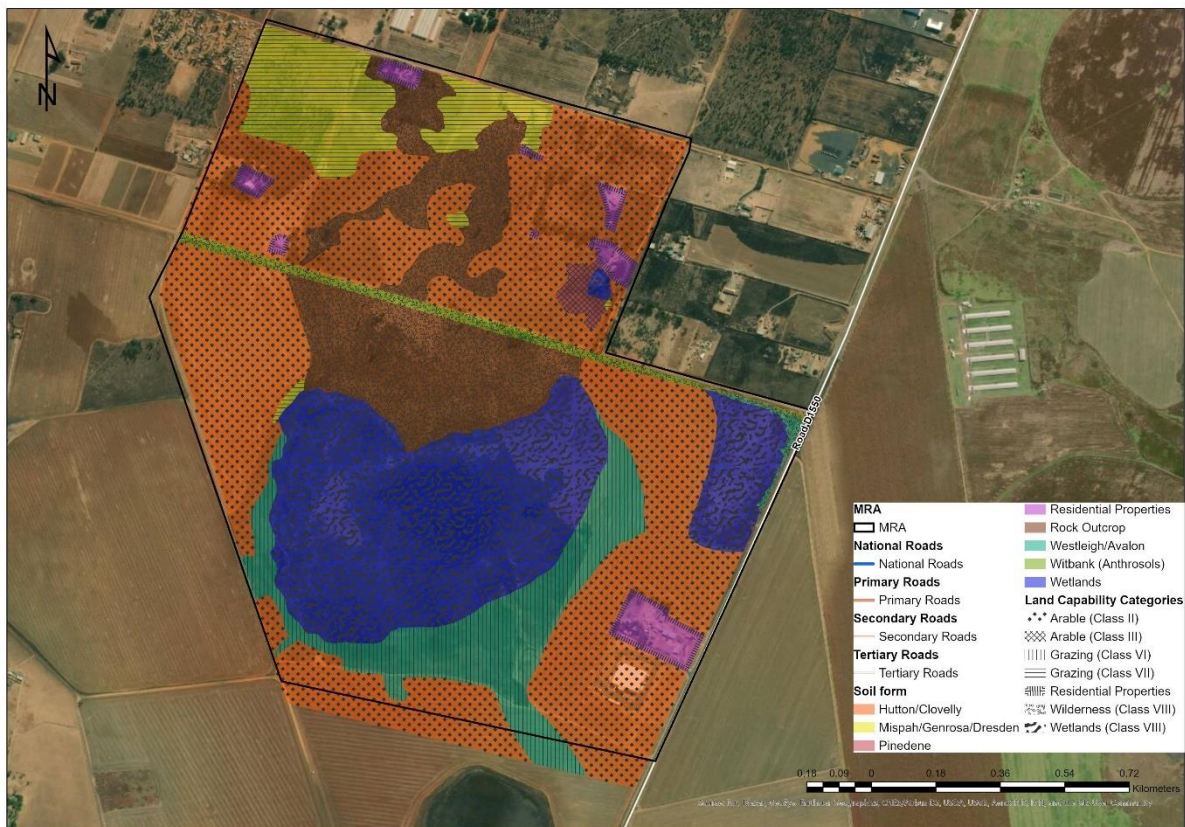 N
Road D1550
MRA
MRA
National Roads
National Roads
Primary Roads
Primary Roads
Secondary Roads
Secondary Roads
Tertiary Roads
Tertiary Roads
Soil form
Hutton/Clovelly
Mispah/Genrosa/Dresden
Pinedene
Residential Properties
Rock Outcrop
Westleigh/Avalon
Witbank (Anthrosols)
Wetlands
Land Capability Categories
Arable (Class II)
Arable (Class III)
Grazing (Class VI)
Grazing (Class VII)
Residential Properties
Wilderness (Class VIII)
Wetlands (Class VIII)
0.18 0.09 0 0.18 0.36 0.54 0.72
Kilometers